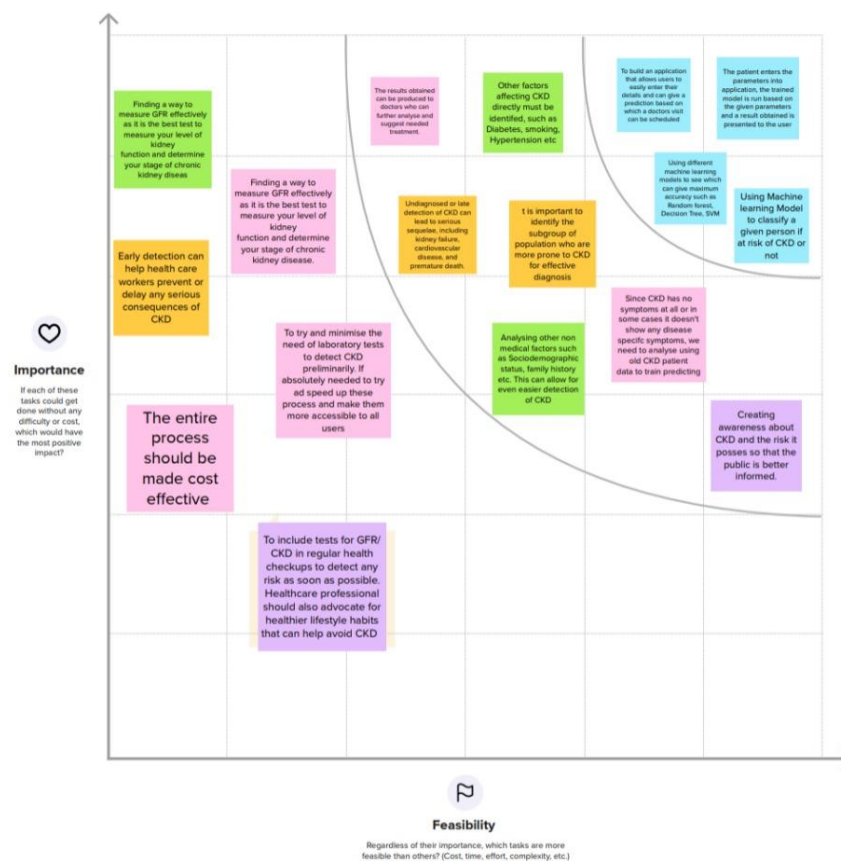 Finding a way to
measure GFR effectively
as it is the best test to
measure your level of
kidney
function and determine
your stage of chronic
kidney diseas
Finding a way to
measure GFR effectively
as it is the best test to
measure your level of
kidney
function and determine
your stage of chronic
kidney disease.
The results obtained
can be produced to
doctors who can
further analyse and
suggest needed
treatment.
Other factors
affecting CKD
directly must be
identifed, such as
Diabetes, smoking,
Hypertension etc
To build an application
that allows users to
easily enter their
details and can give a
prediction based on
which a doctors visit
can be scheduled
The patient enters the
parameters into
application, the trained
model is run based on
the given parameters
and a result obtained is
presented to the user
Using different
machine learning
models to see which
can give maximum
accuracy such as
Random forest,
Decision Tree, SVM
Using Machine
learning Model
to classify a
given person if
at risk of CKD or
not
Early detection can
help health care
workers prevent or
delay any serious
consequences of
CKD
Undiagnosed or late
detection of CKD can
lead to serious
sequelae, including
kidney failure,
cardiovascular
disease, and
premature death.
t is important to
identify the
subgroup of
population who are
more prone to CKD
for effective
diagnosis
Since CKD has no
symptoms at all or in
some cases it doesn't
show any disease
specifc symptoms, we
need to analyse using
old CKD patient
data to train predicting
To try and minimise the
need of laboratory tests
to detect CKD
preliminarily. If
absolutely needed to try
ad speed up these
process and make them
more accessible to all
users
Analysing other non
medical factors such
as Sociodemographic
status, family history
etc. This can allow for
even easier detection
of CKD
Importance
If each of these
tasks could get
done without any
difficulty or cost,
which would have
the most positive
impact?
The entire
process
should be
made cost
effective
Creating
awareness about
CKD and the risk it
posses so that the
public is better
informed.
To include tests for GFR/
CKD in regular health
checkups to detect any
risk as soon as possible.
Healthcare professional
should also advocate for
healthier lifestyle habits
that can help avoid CKD
Feasibility
Regardless of their importance, which tasks are more
feasible than others? (Cost, time, effort, complexity, etc.)